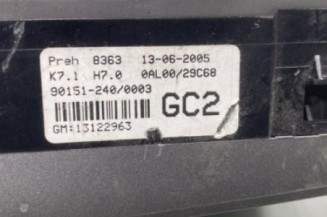 Preh 8363 13-06-2005
K7.1 H7.0 0AL00/29C68
90151-240/0003
GC2
GM:13122963